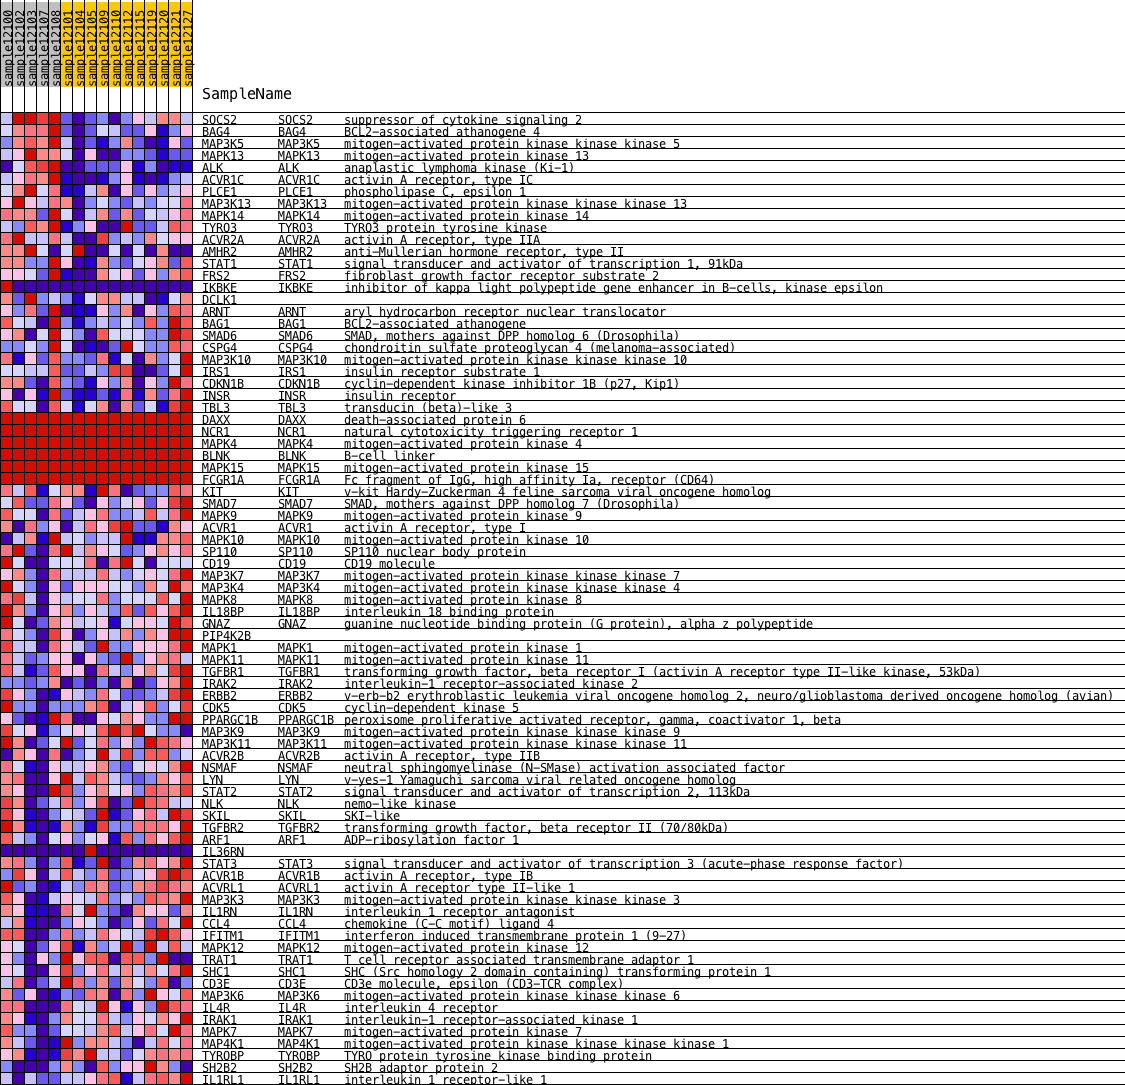 sample12100 sample12102 sample12103 sample12107 sample12108 sample12101 sample12104 sample12105 sample12109 sample12110 sample12112 sample12115 sample12119 sample12120 sample12121 sample12127
SampleName
SOCS2 SOCS2 suppressor of cytokine signaling 2
BAG4 BAG4 BCL2-associated athanogene 4
MAP3K5 MAP3K5 mitogen-activated protein kinase kinase kinase 5
MAPK13 MAPK13 mitogen-activated protein kinase 13
ALK ALK anaplastic lymphoma kinase (Ki-1)
ACVR1C ACVR1C activin A receptor, type IC
PLCE1 PLCE1 phospholipase C, epsilon 1
MAP3K13 MAP3K13 mitogen-activated protein kinase kinase kinase 13
MAPK14 MAPK14 mitogen-activated protein kinase 14
TYRO3 TYRO3 TYRO3 protein tyrosine kinase
ACVR2A ACVR2A activin A receptor, type IIA
AMHR2 AMHR2 anti-Mullerian hormone receptor, type II
STAT1 STAT1 signal transducer and activator of transcription 1, 91kDa
FRS2 FRS2 fibroblast growth factor receptor substrate 2
IKBKE IKBKE inhibitor of kappa light polypeptide gene enhancer in B-cells, kinase epsilon
DCLK1
ARNT ARNT aryl hydrocarbon receptor nuclear translocator
BAG1 BAG1 BCL2-associated athanogene
SMAD6 SMAD6 SMAD, mothers against DPP homolog 6 (Drosophila)
CSPG4 CSPG4 chondroitin sulfate proteoglycan 4 (melanoma-associated)
MAP3K10 MAP3K10 mitogen-activated protein kinase kinase kinase 10
IRS1 IRS1 insulin receptor substrate 1
CDKN1B CDKN1B cyclin-dependent kinase inhibitor 1B (p27, Kip1)
INSR INSR insulin receptor
TBL3 TBL3 transducin (beta)-like 3
DAXX DAXX death-associated protein 6
NCR1 NCR1 natural cytotoxicity triggering receptor 1
MAPK4 MAPK4 mitogen-activated protein kinase 4
BLNK BLNK B-cell linker
MAPK15 MAPK15 mitogen-activated protein kinase 15
FCGR1A FCGR1A Fc fragment of IgG, high affinity Ia, receptor (CD64)
KIT KIT v-kit Hardy-Zuckerman 4 feline sarcoma viral oncogene homolog
SMAD7 SMAD7 SMAD, mothers against DPP homolog 7 (Drosophila)
MAPK9 MAPK9 mitogen-activated protein kinase 9
ACVR1 ACVR1 activin A receptor, type I
MAPK10 MAPK10 mitogen-activated protein kinase 10
SP110 SP110 SP110 nuclear body protein
CD19 CD19 CD19 molecule
MAP3K7 MAP3K7 mitogen-activated protein kinase kinase kinase 7
MAP3K4 MAP3K4 mitogen-activated protein kinase kinase kinase 4
MAPK8 MAPK8 mitogen-activated protein kinase 8
IL18BP IL18BP interleukin 18 binding protein
GNAZ GNAZ guanine nucleotide binding protein (G protein), alpha z polypeptide
PIP4K2B
MAPK1 MAPK1 mitogen-activated protein kinase 1
MAPK11 MAPK11 mitogen-activated protein kinase 11
TGFBR1 TGFBR1 transforming growth factor, beta receptor I (activin A receptor type II-like kinase, 53kDa)
IRAK2 IRAK2 interleukin-1 receptor-associated kinase 2
ERBB2 ERBB2 v-erb-b2 erythroblastic leukemia viral oncogene homolog 2, neuro/glioblastoma derived oncogene homolog (avian)
CDK5 CDK5 cyclin-dependent kinase 5
PPARGC1B PPARGC1B peroxisome proliferative activated receptor, gamma, coactivator 1, beta
MAP3K9 MAP3K9 mitogen-activated protein kinase kinase kinase 9
MAP3K11 MAP3K11 mitogen-activated protein kinase kinase kinase 11
ACVR2B ACVR2B activin A receptor, type IIB
NSMAF NSMAF neutral sphingomyelinase (N-SMase) activation associated factor
LYN LYN v-yes-1 Yamaguchi sarcoma viral related oncogene homolog
STAT2 STAT2 signal transducer and activator of transcription 2, 113kDa
NLK NLK nemo-like kinase
SKIL SKIL SKI-like
TGFBR2 TGFBR2 transforming growth factor, beta receptor II (70/80kDa)
ARF1 ARF1 ADP-ribosylation factor 1
IL36RN
STAT3 STAT3 signal transducer and activator of transcription 3 (acute-phase response factor)
ACVR1B ACVR1B activin A receptor, type IB
ACVRL1 ACVRL1 activin A receptor type II-like 1
MAP3K3 MAP3K3 mitogen-activated protein kinase kinase kinase 3
IL1RN IL1RN interleukin 1 receptor antagonist
CCL4 CCL4 chemokine (C-C motif) ligand 4
IFITM1 IFITM1 interferon induced transmembrane protein 1 (9-27)
MAPK12 MAPK12 mitogen-activated protein kinase 12
TRAT1 TRAT1 T cell receptor associated transmembrane adaptor 1
SHC1 SHC1 SHC (Src homology 2 domain containing) transforming protein 1
CD3E CD3E CD3e molecule, epsilon (CD3-TCR complex)
MAP3K6 MAP3K6 mitogen-activated protein kinase kinase kinase 6
IL4R IL4R interleukin 4 receptor
IRAK1 IRAK1 interleukin-1 receptor-associated kinase 1
MAPK7 MAPK7 mitogen-activated protein kinase 7
MAP4K1 MAP4K1 mitogen-activated protein kinase kinase kinase kinase 1
TYROBP TYROBP TYRO protein tyrosine kinase binding protein
SH2B2 SH2B2 SH2B adaptor protein 2
IL1RL1 IL1RL1 interleukin 1 receptor-like 1